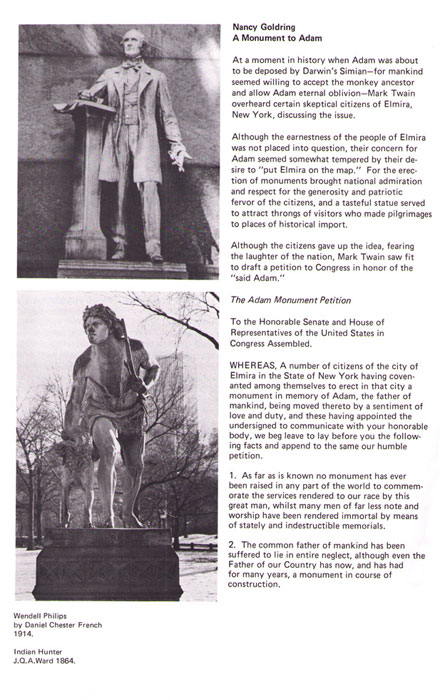 Nancy Goldring
A Monument to Adam
At a moment in history when Adam was about
to be deposed by Darwin's Simian—for mankind
seemed willing to accept the monkey ancestor
and allow Adam eternal oblivion—Mark Twain
overheard certain skeptical citizens of Elmira,
New York, discussing the issue.
Although the earnestness of the people of Elmira
was not placed into question, their concern for
Adam seemed somewhat tempered by their de-
sire to "put Elmira on the map." For the erec-
tion of monuments brought national admiration
and respect for the generosity and patriotic
fervor of the citizens, and a tasteful statue served
to attract throngs of visitors who made pilgrimages
to places of historical import.
Although the citizens gave up the idea, fearing
the laughter of the nation, Mark Twain saw fit
to draft a petition to Congress in honor of the
"said Adam."
The Adam Monument Petition
To the Honorable Senate and House of
Representatives of the United States in
Congress Assembled.
WHEREAS, A number of citizens of the city of
Elmira in the State of New York having coven-
anted among themselves to erect in that city a
monument in memory of Adam, the father of
mankind, being moved thereto by a sentiment of
love and duty, and these having appointed the
undersigned to communicate with your honorable
body, we beg leave to lay before you the follow-
ing facts and append to the same our humble
petition.
1. As far as is known no monument has ever
been raised in any part of the world to commem-
orate the services rendered to our race by this
great man, whilst many men of far less note and
worship have been rendered immortal by means
of stately and indestructible memorials.
2. The common father of mankind has been
suffered to lie in entire neglect, although even the
Father of our Country has now, and has had
for many years, a monument in course of
construction.
Wendell Philips
by Daniel Chester French
1914.
Indian Hunter
J.Q.A.Ward 1864.